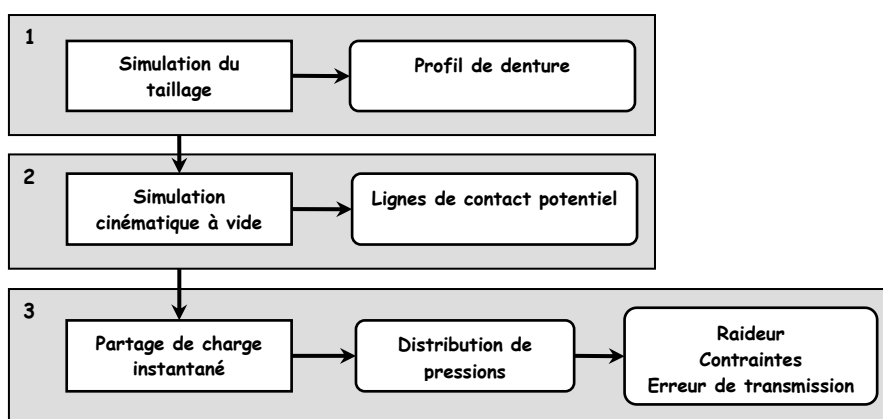 1
Simulation du
taillage
Profil de denture
2
Simulation
cinématique à vide
Lignes de contact potentiel
3
Partage de charge
instantané
Distribution de
pressions
Raideur
Contraintes
Erreur de transmission